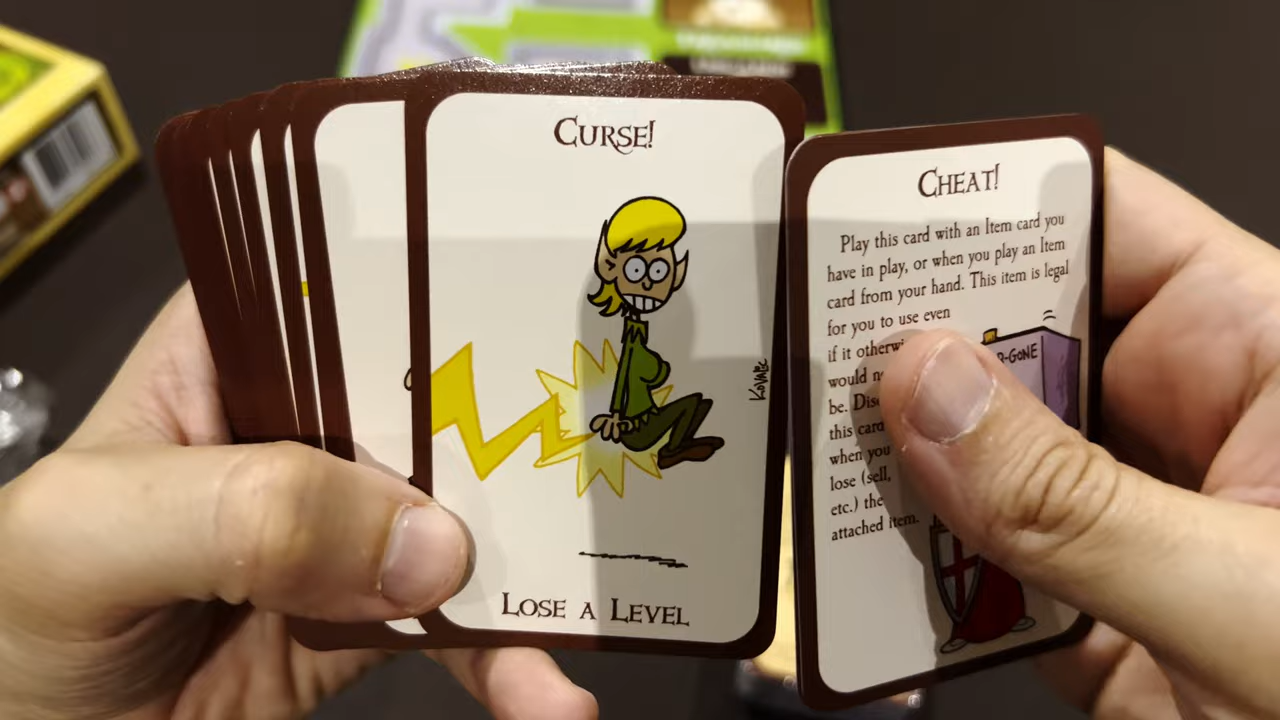 CURSE!
KOVALIC
LOSE A LEVEL
CHEAT!
Play this card with an Item card you
have in play, or when you play an Item
card from your hand. This item is legal
for you to use even
if it
would
be.
this card
when you
lose (sell,
etc.) the
attached item.